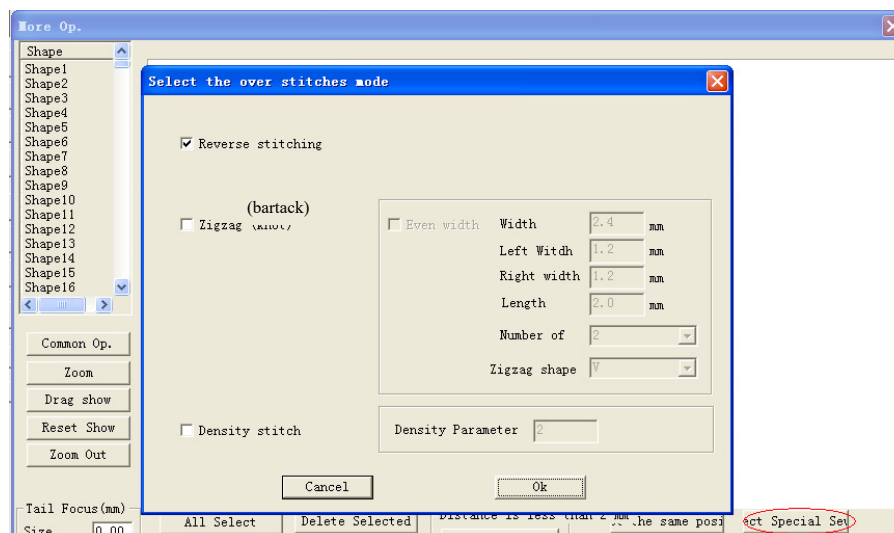 More Op.
Shape
Shape1
Shape2
Shape3
Shape4
Shape5
Shape6
Shape7
Shape8
Shape9
Shape10
Shape11
Shape12
Shape13
Shape14
Shape15
Shape16
Common Op.
Zoom
Drag show
Reset Show
Zoom Out
Tail Focus(mm)
Size
0.00
Select the over stitches mode
Reverse stitching
(bartack)
Zigzag (knot)
Even width
Width 2.4 mm
Left Witdh 1.2 mm
Right width 1.2 mm
Length 2.0 mm
Number of 2
Zigzag shape V
Density stitch
Density Parameter 2
Cancel
Ok
All Select
Delete Selected
Distance is less than 2 mm
the same posi
ect Special Sew